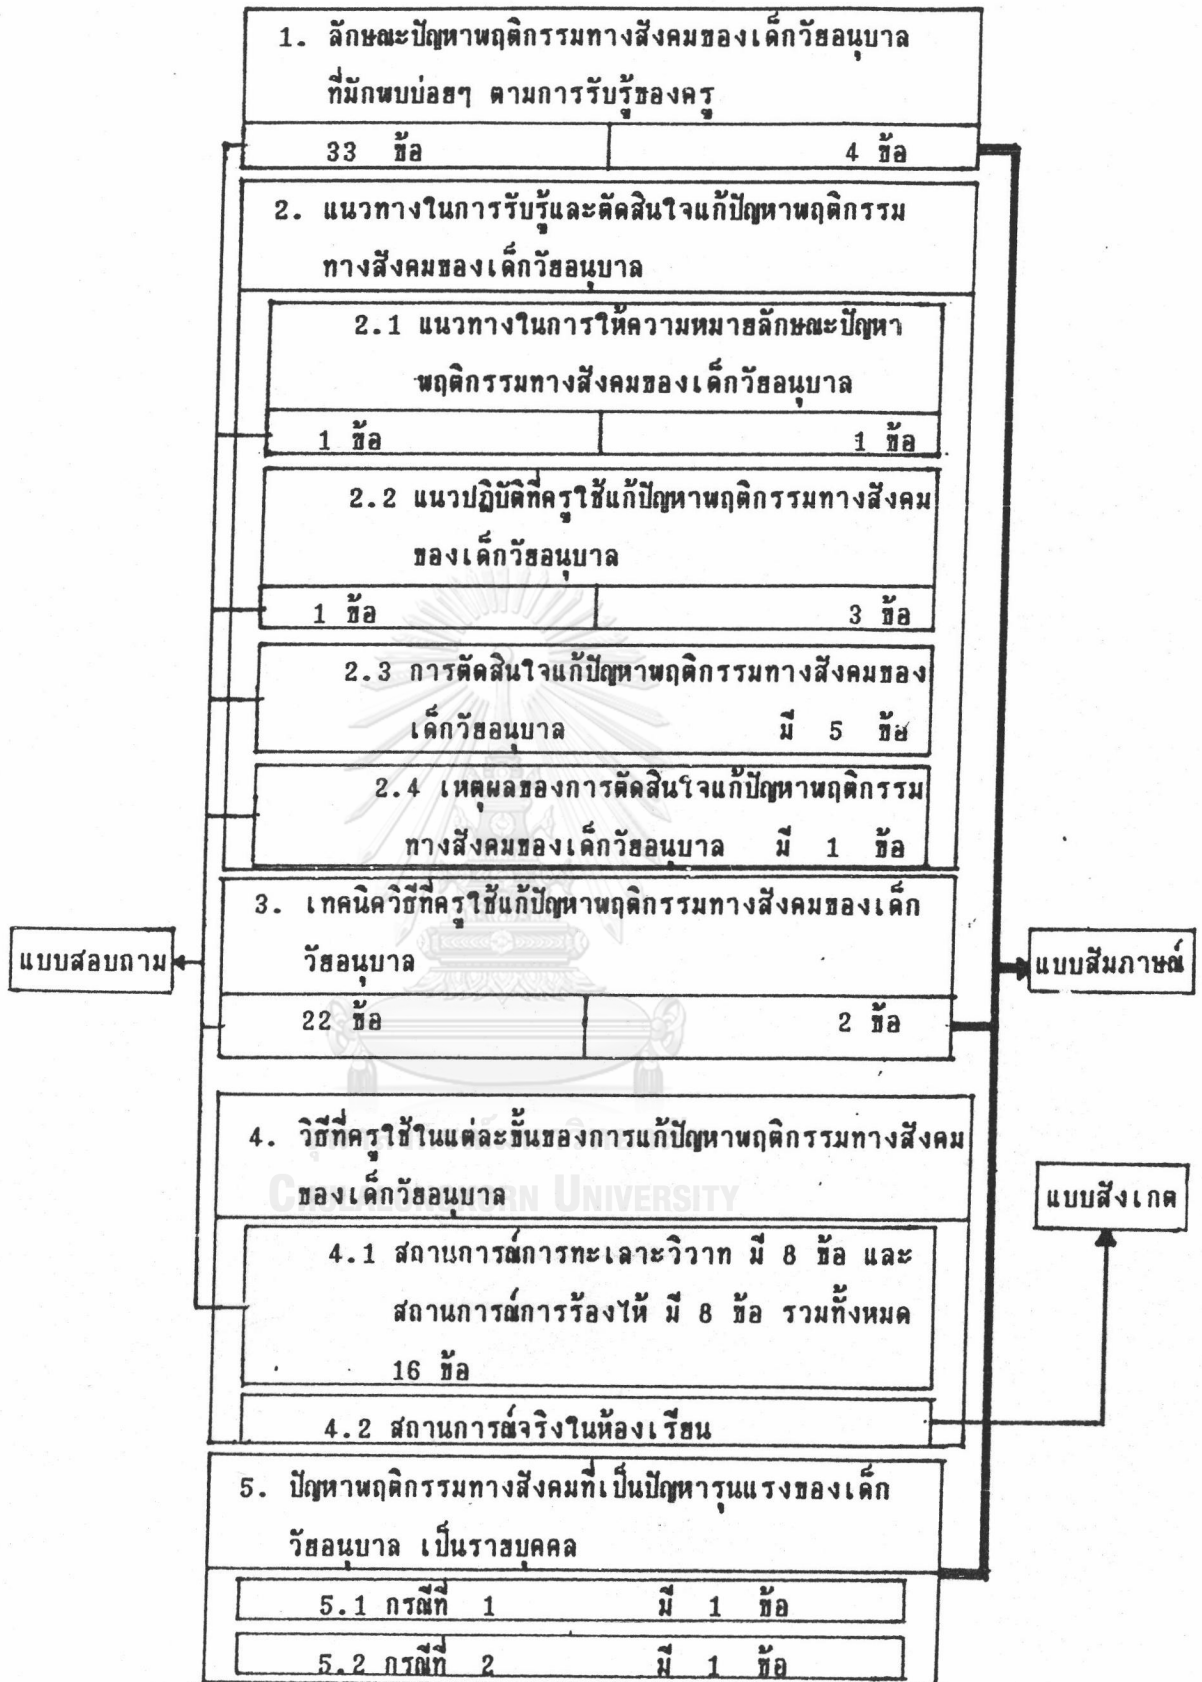 1. ลักษณะปัญหาพฤติกรรมทางสังคมของเด็กวัยอนุบาล
ที่มักพบบ่อยๆ ตามการรับรู้ของครู
33 ข้อ 4 ข้อ
2. แนวทางในการรับรู้และตัดสินใจแก้ปัญหาพฤติกรรม
ทางสังคมของเด็กวัยอนุบาล
2.1 แนวทางในการให้ความหมายลักษณะปัญหา
พฤติกรรมทางสังคมของเด็กวัยอนุบาล
1 ข้อ 1 ข้อ
2.2 แนวปฏิบัติที่ครูใช้แก้ปัญหาพฤติกรรมทางสังคม
ของเด็กวัยอนุบาล
1 ข้อ 3 ข้อ
2.3 การตัดสินใจแก้ปัญหาพฤติกรรมทางสังคมของ
เด็กวัยอนุบาล มี 5 ข้อ
2.4 เหตุผลของการตัดสินใจแก้ปัญหาพฤติกรรม
ทางสังคมของเด็กวัยอนุบาล มี 1 ข้อ
3. เทคนิควิธีที่ครูใช้แก้ปัญหาพฤติกรรมทางสังคมของเด็ก
วัยอนุบาล
แบบสอบถาม
แบบสัมภาษณ์
22 ข้อ 2 ข้อ
4. วิธีที่ครูใช้ในแต่ละขั้นของการแก้ปัญหาพฤติกรรมทางสังคม
ของเด็กวัยอนุบาล
CHULALONGKORN UNIVERSITY
แบบสังเกต
4.1 สถานการณ์การทะเลาะวิวาท มี 8 ข้อ และ
สถานการณ์การร้องไห้ มี 8 ข้อ รวมทั้งหมด
16 ข้อ
4.2 สถานการณ์จริงในห้องเรียน
5. ปัญหาพฤติกรรมทางสังคมที่เป็นปัญหารุนแรงของเด็ก
วัยอนุบาล เป็นรายบุคคล
5.1 กรณีที่ 1 มี 1 ข้อ
5.2 กรณีที่ 2 มี 1 ข้อ